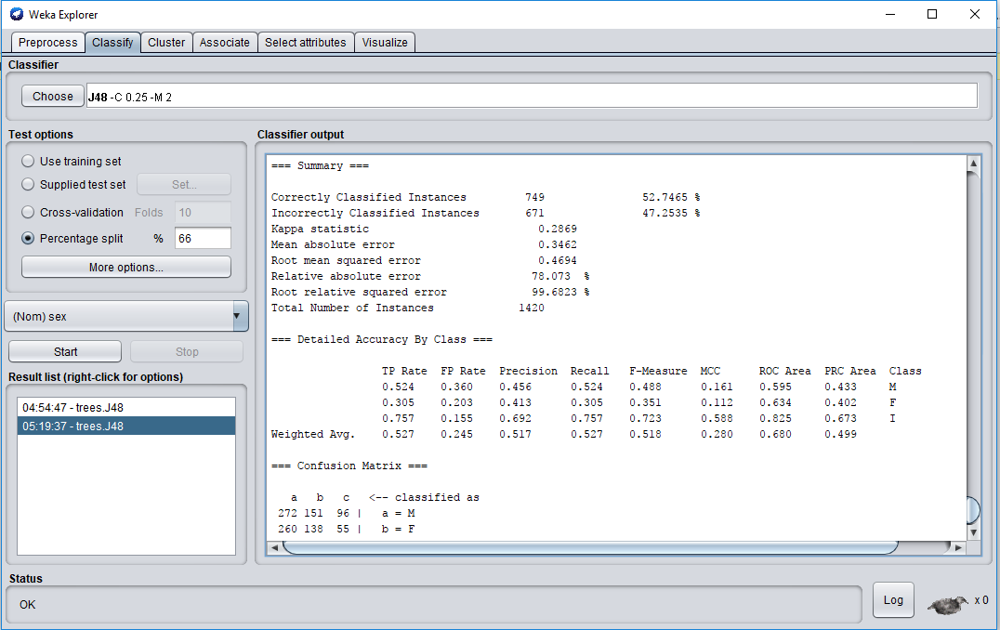 Weka Explorer
Preprocess Classify Cluster Associate Select attributes Visualize
Classifier
Choose J48 -C 0.25 -M 2
Test options
Use training set
Supplied test set Set...
Cross-validation Folds 10
Percentage split % 66
More options...
(Nom) sex
Start Stop
Result list (right-click for options)
04:54:47 - trees.J48
05:19:37 - trees.J48
Classifier output
=== Summary ===
Correctly Classified Instances 749 52.7465 %
Incorrectly Classified Instances 671 47.2535 %
Kappa statistic 0.2869
Mean absolute error 0.3462
Root mean squared error 0.4694
Relative absolute error 78.073 %
Root relative squared error 99.6823 %
Total Number of Instances 1420
=== Detailed Accuracy By Class ===
TP Rate FP Rate Precision Recall F-Measure MCC ROC Area PRC Area Class
0.524 0.360 0.456 0.524 0.488 0.161 0.595 0.433 M
0.305 0.203 0.413 0.305 0.351 0.112 0.634 0.402 F
0.757 0.155 0.692 0.757 0.723 0.588 0.825 0.673 I
Weighted Avg. 0.527 0.245 0.517 0.527 0.518 0.280 0.680 0.499
=== Confusion Matrix ===
a b c <-- classified as
272 151 96 | a = M
260 138 55 | b = F
Status
OK
Log
x 0